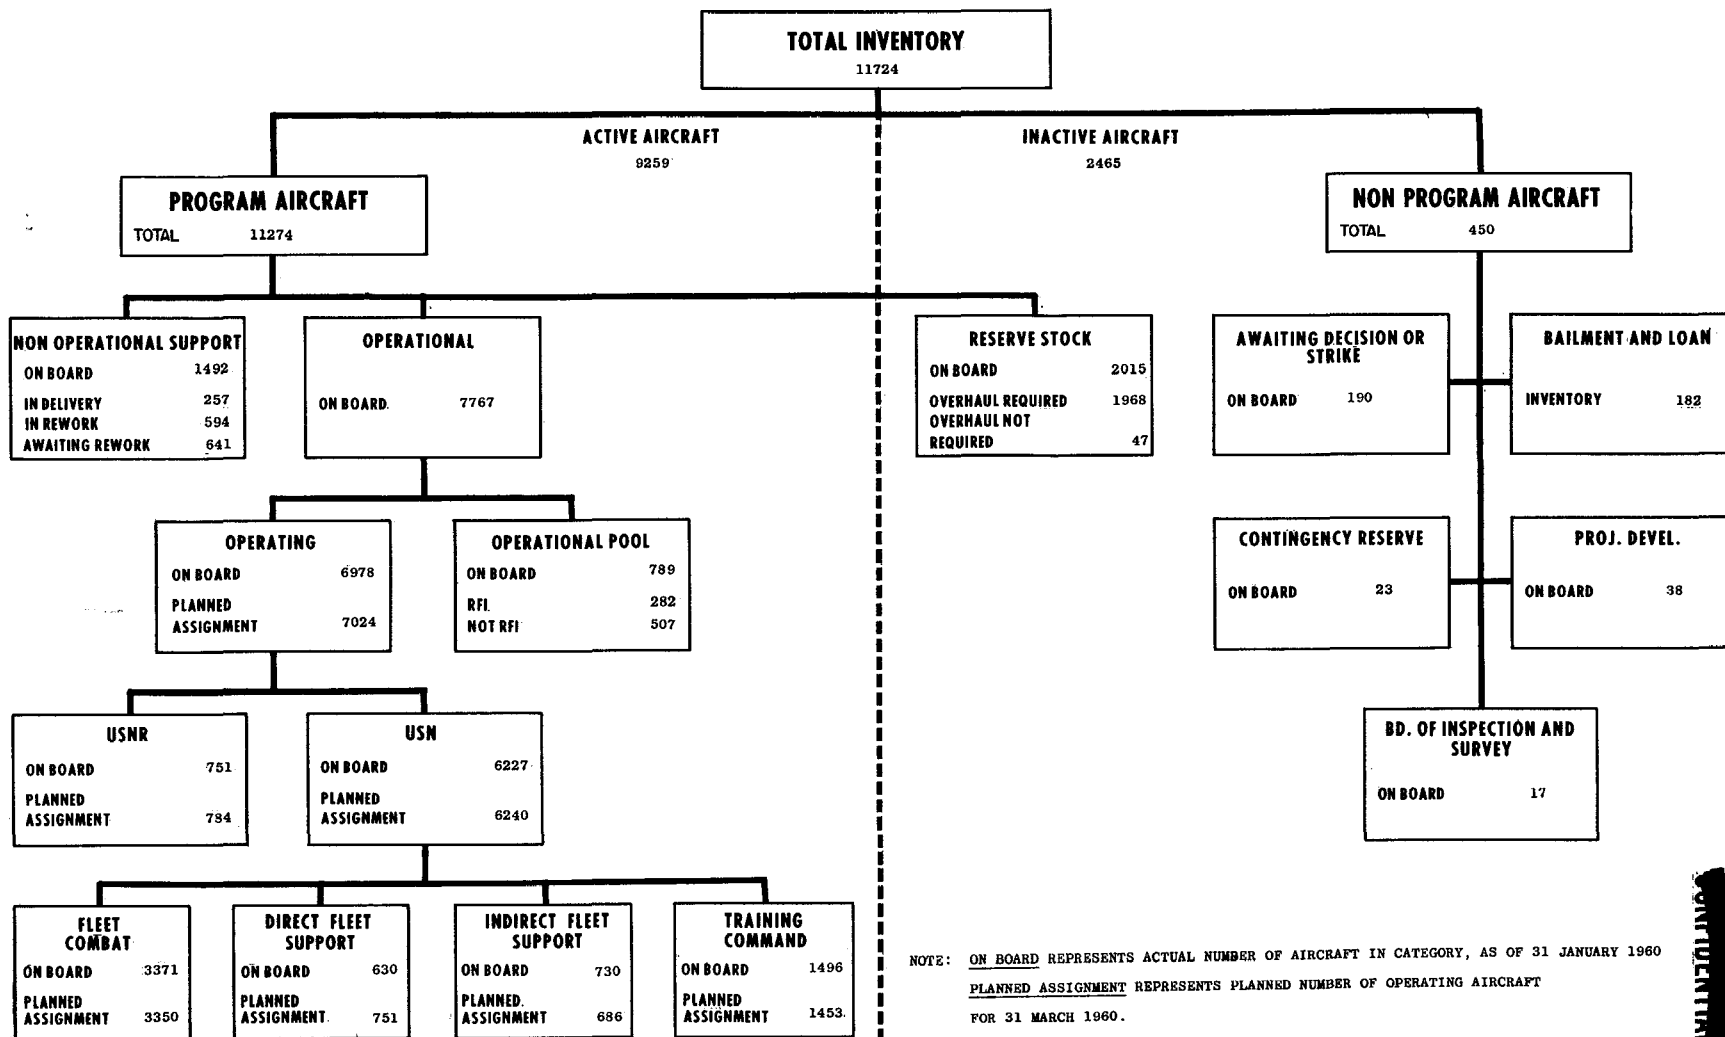 TOTAL INVENTORY
11724
ACTIVE AIRCRAFT
9259
INACTIVE AIRCRAFT
2465
PROGRAM AIRCRAFT
TOTAL 11274
NON PROGRAM AIRCRAFT
TOTAL 450
NON OPERATIONAL SUPPORT
ON BOARD 1492
IN DELIVERY 257
IN REWORK 594
AWAITING REWORK 641
OPERATIONAL
ON BOARD 7767
RESERVE STOCK
ON BOARD 2015
OVERHAUL REQUIRED 1968
OVERHAUL NOT
REQUIRED 47
AWAITING DECISION OR
STRIKE
ON BOARD 190
BAILMENT AND LOAN
INVENTORY 182
OPERATING
ON BOARD 6978
PLANNED
ASSIGNMENT 7024
OPERATIONAL POOL
ON BOARD 789
RFI 282
NOT RFI 507
CONTINGENCY RESERVE
ON BOARD 23
PROJ. DEVEL.
ON BOARD 38
USNR
ON BOARD 751
PLANNED
ASSIGNMENT 784
USN
ON BOARD 6227
PLANNED
ASSIGNMENT 6240
BD. OF INSPECTION AND
SURVEY
ON BOARD 17
FLEET
COMBAT
ON BOARD 3371
PLANNED
ASSIGNMENT 3350
DIRECT FLEET
SUPPORT
ON BOARD 630
PLANNED
ASSIGNMENT 751
INDIRECT FLEET
SUPPORT
ON BOARD 730
PLANNED
ASSIGNMENT 686
TRAINING
COMMAND
ON BOARD 1496
PLANNED
ASSIGNMENT 1453
NOTE: ON BOARD REPRESENTS ACTUAL NUMBER OF AIRCRAFT IN CATEGORY, AS OF 31 JANUARY 1960
PLANNED ASSIGNMENT REPRESENTS PLANNED NUMBER OF OPERATING AIRCRAFT
FOR 31 MARCH 1960.